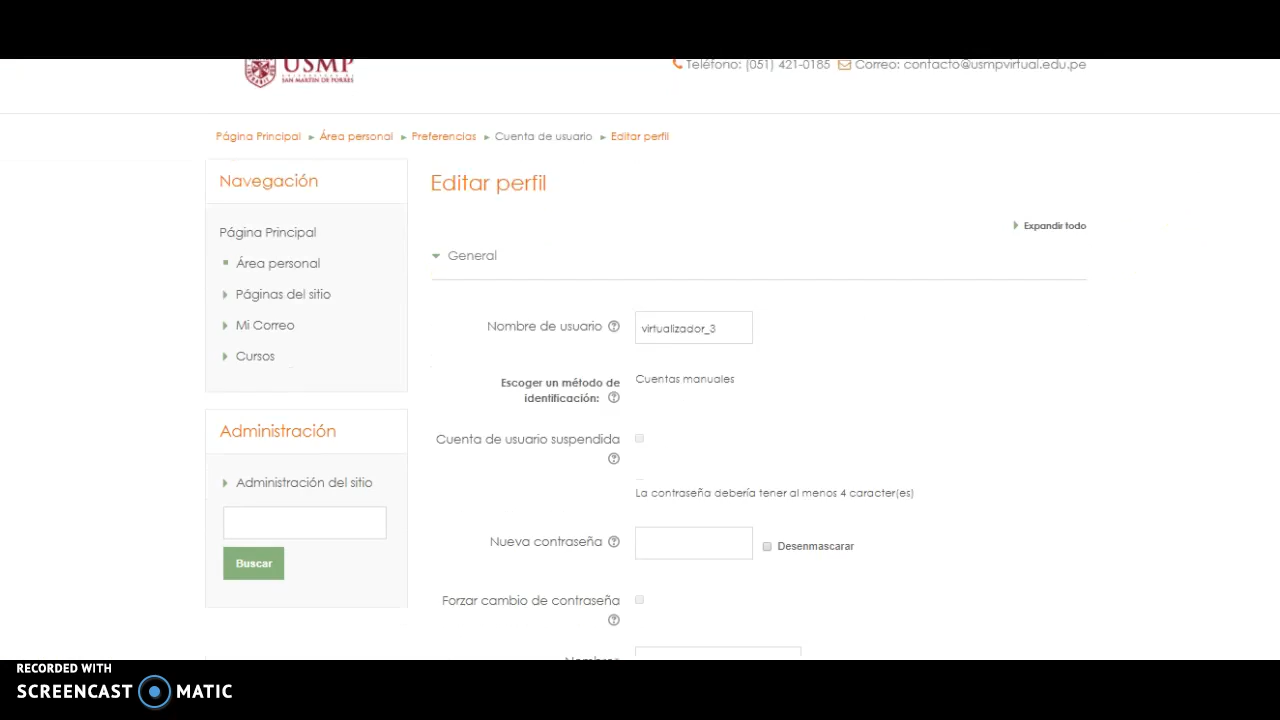 USMP
SAN MARTIN DE PORRES
Teléfono: (051) 421-0185 Correo: contacto@usmpvirtual.edu.pe
Página Principal ► Área personal ► Preferencias ► Cuenta de usuario ► Editar perfil
Navegación
Página Principal
Área personal
Páginas del sitio
Mi Correo
Cursos
Administración
Administración del sitio
Buscar
Editar perfil
Expandir todo
General
Nombre de usuario
virtualizador_3
Escoger un método de
identificación:
Cuentas manuales
Cuenta de usuario suspendida
La contraseña debería tener al menos 4 caracter(es)
Nueva contraseña
Desenmascarar
Forzar cambio de contraseña
RECORDED WITH
SCREENCAST MATIC